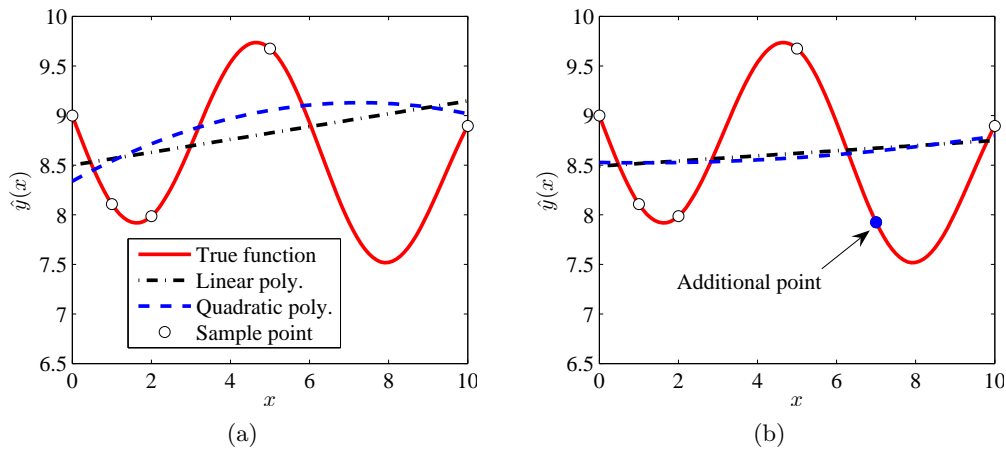 10
9.5
9
8.5
8
7.5
7
6.5
0
2
4
6
8
10
x
ŷ(x)
True function
Linear poly.
Quadratic poly.
Sample point
(a)
10
9.5
9
8.5
8
7.5
7
6.5
0
2
4
6
8
10
x
ŷ(x)
Additional point
(b)